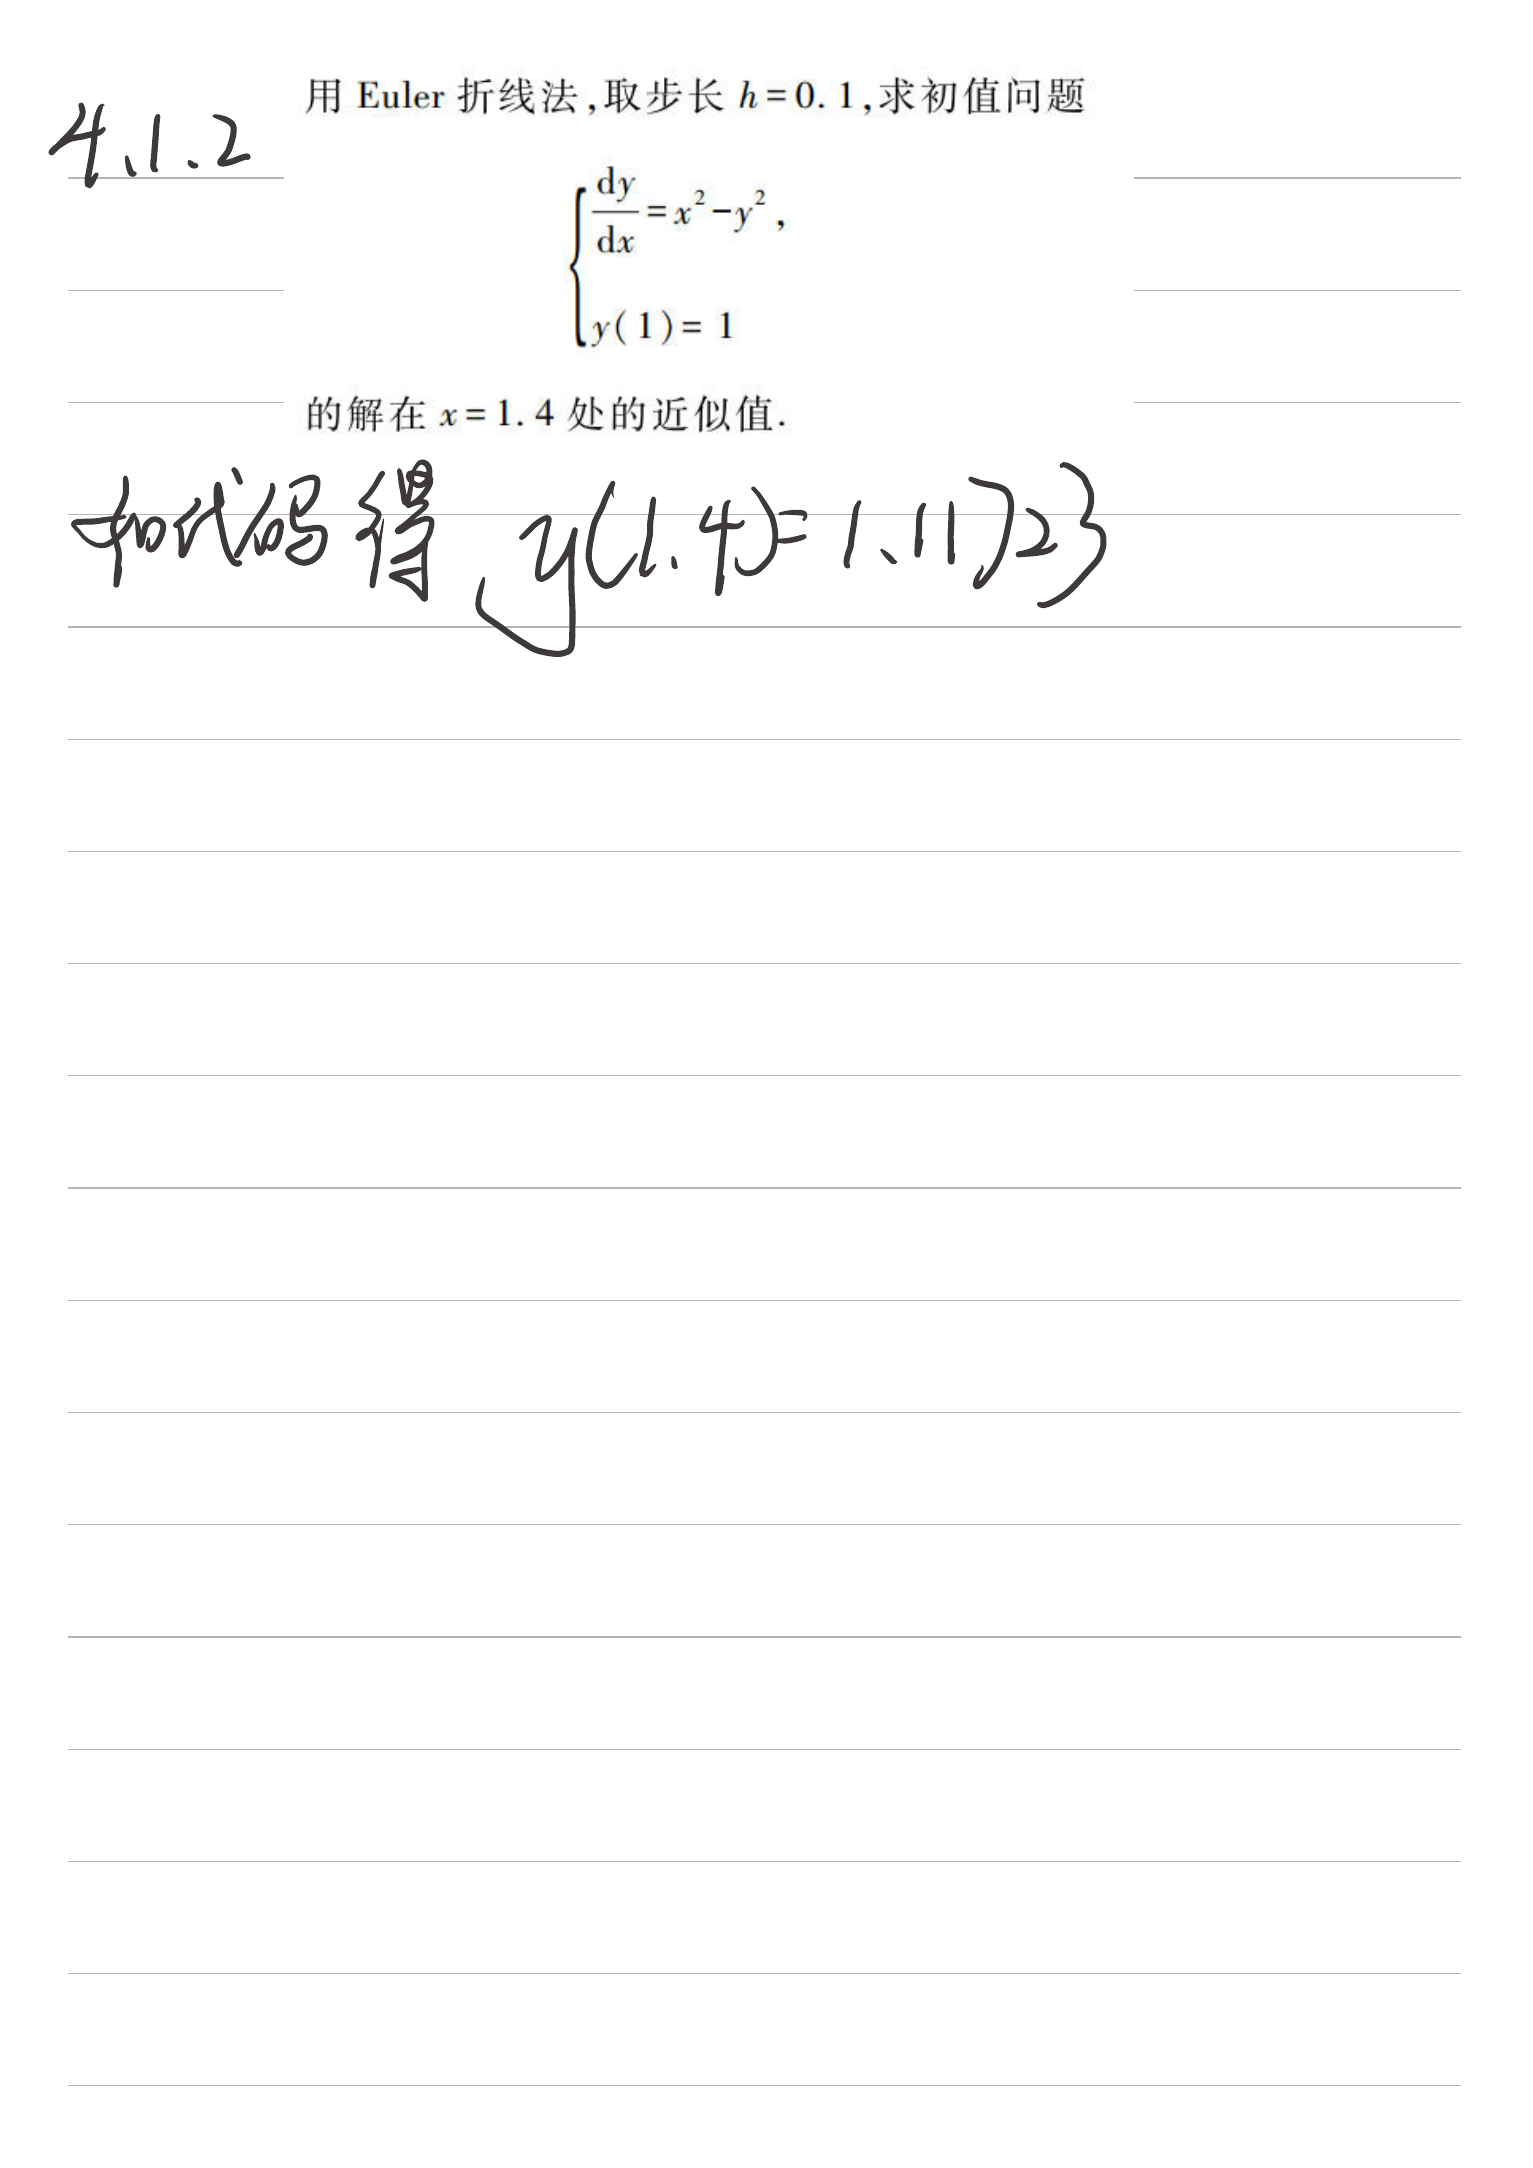 用 Euler 折线法,取步长 h=0.1,求初值问题
4.1.2
dy/dx = x²-y²,
y(1)=1
的解在 x=1.4 处的近似值.
如代码得 y(1.4)=1.11723